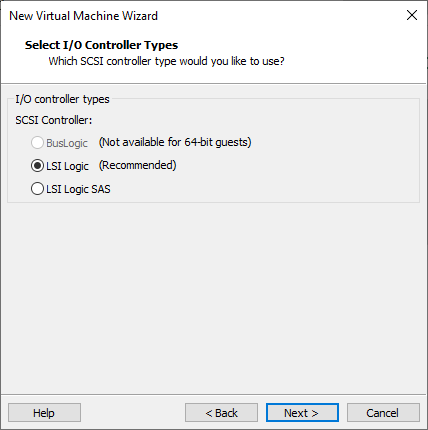 New Virtual Machine Wizard
Select I/O Controller Types
Which SCSI controller type would you like to use?
I/O controller types
SCSI Controller:
BusLogic (Not available for 64-bit guests)
LSI Logic (Recommended)
LSI Logic SAS
Help < Back Next > Cancel